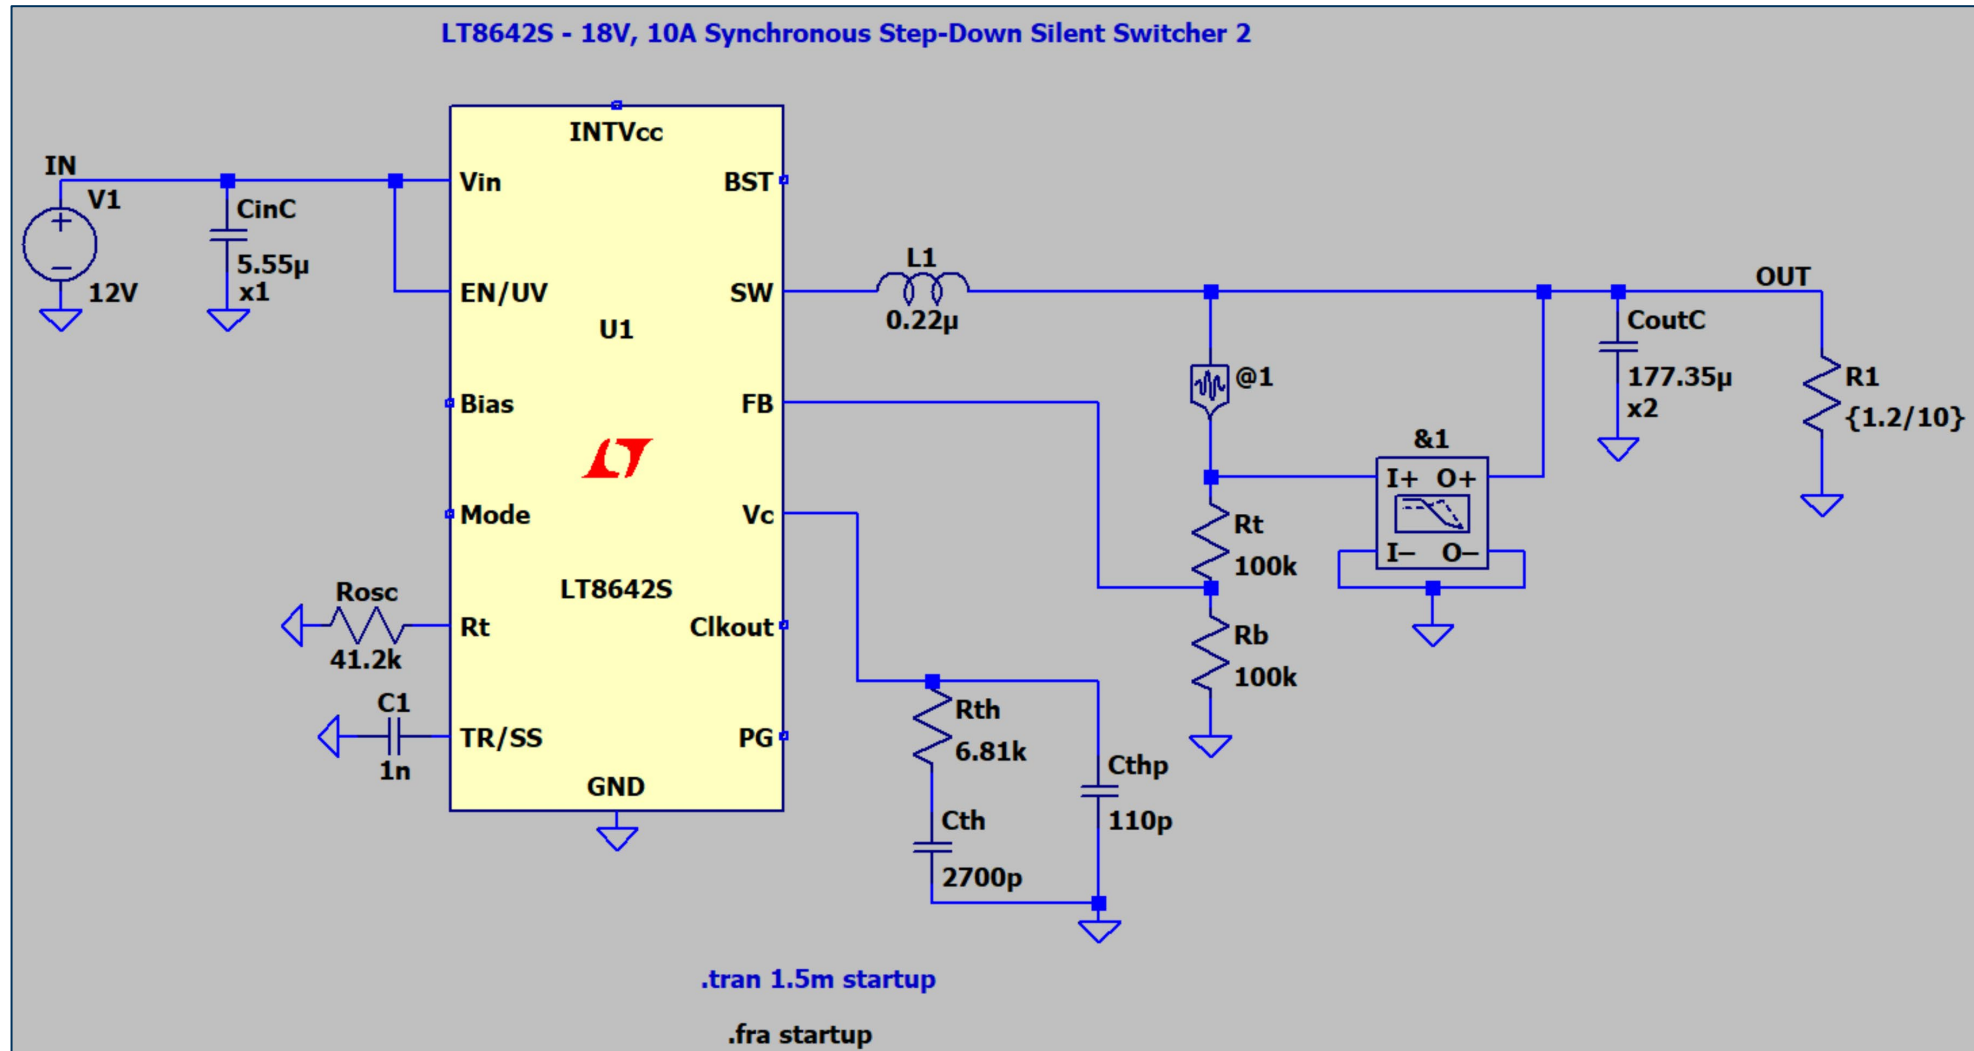 LT8642S - 18V, 10A Synchronous Step-Down Silent Switcher 2
IN
V1
12V
CinC
5.55µ
x1
INTVcc
Vin
BST
EN/UV
SW
U1
Bias
FB
Mode
Vc
LT8642S
Rt
Clkout
TR/SS
PG
GND
Rosc
41.2k
C1
1n
L1
0.22µ
@1
&1
I+ O+
I− O−
Rt
100k
Rb
100k
Rth
6.81k
Cth
2700p
Cthp
110p
OUT
CoutC
177.35µ
x2
R1
{1.2/10}
.tran 1.5m startup
.fra startup